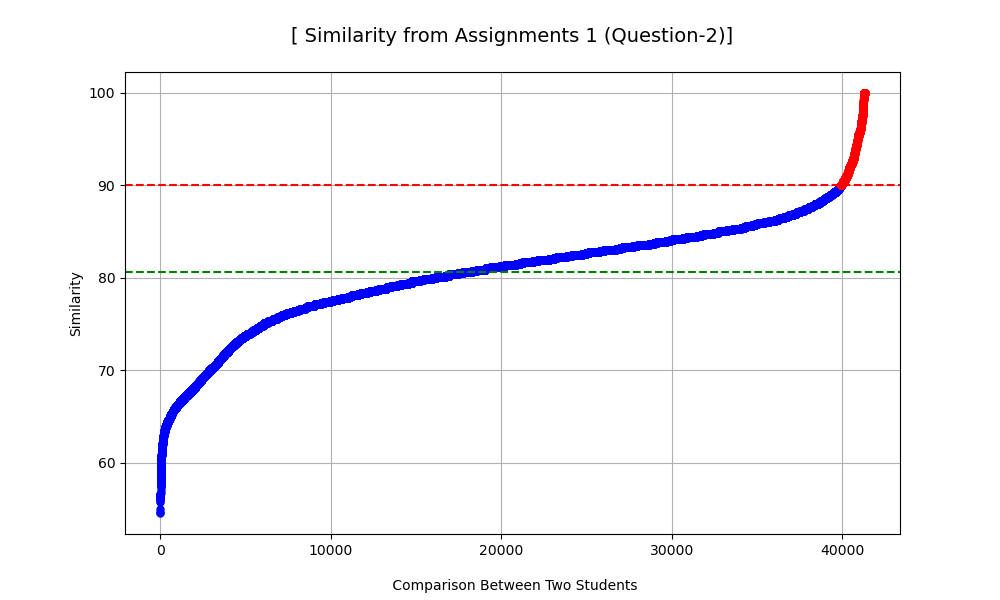 [ Similarity from Assignments 1 (Question-2)]
100
90
80
70
60
Similarity
0 10000 20000 30000 40000
Comparison Between Two Students